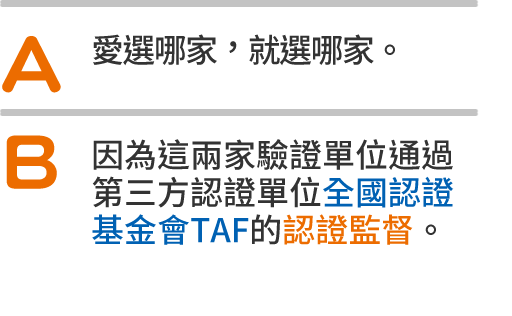 A
愛選哪家，就選哪家。
B
因為這兩家驗證單位通過
第三方認證單位全國認證
基金會TAF的認證監督。